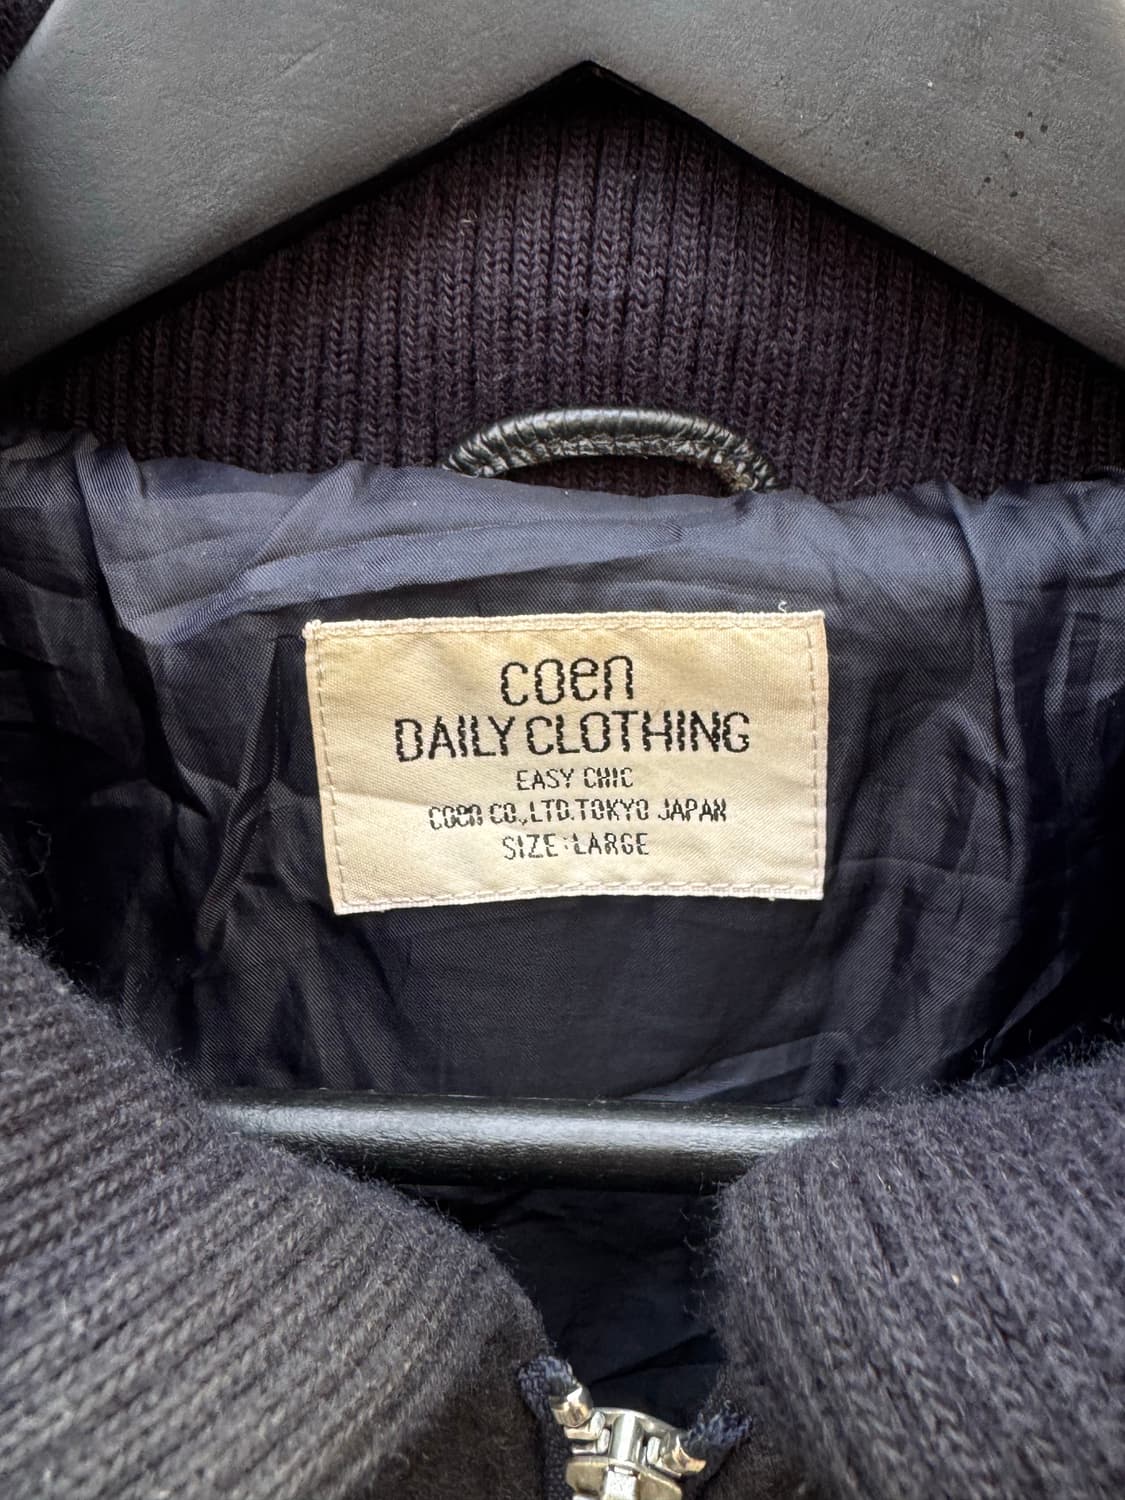 coen
DAILY CLOTHING
EASY CHIC
coen CO.,LTD.TOKYO JAPAN
SIZE:LARGE